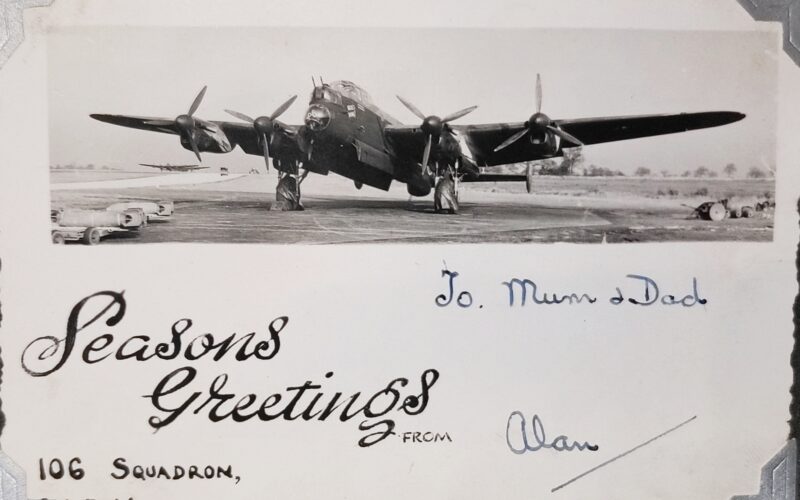 To. Mum & Dad
Seasons
Greetings
FROM
Alan
106 SQUADRON,